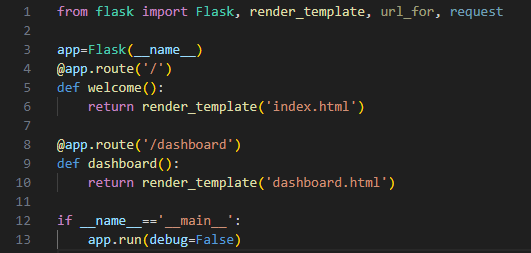 1 from flask import Flask, render_template, url_for, request
2
3 app=Flask(__name__)
4 @app.route('/')
5 def welcome():
6     return render_template('index.html')
7
8 @app.route('/dashboard')
9 def dashboard():
10     return render_template('dashboard.html')
11
12 if __name__=='__main__':
13     app.run(debug=False)